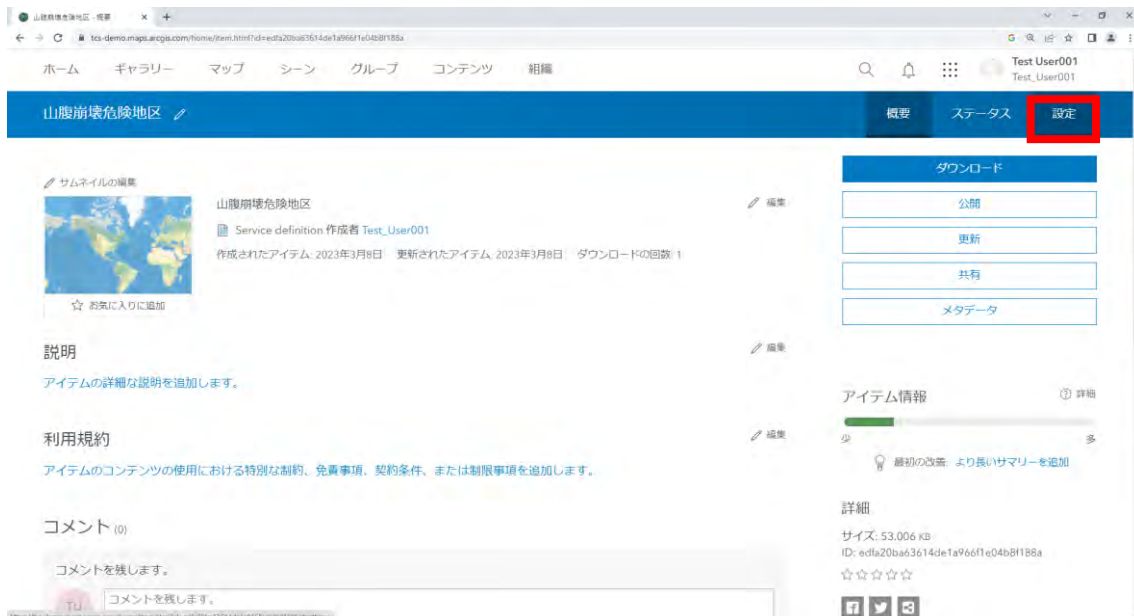 山腹崩壊危険地区 - 概要
tcs-demo.maps.arcgis.com/home/item.html?id=edfa20ba63614de1a966f1e04b8f188a
ホーム ギャラリー マップ シーン グループ コンテンツ 組織
Test User001
Test_User001
山腹崩壊危険地区
概要 ステータス 設定
サムネイルの編集
お気に入りに追加
山腹崩壊危険地区
編集
Service definition 作成者 Test_User001
作成されたアイテム: 2023年3月8日 更新されたアイテム: 2023年3月8日 ダウンロードの回数: 1
ダウンロード
公開
更新
共有
メタデータ
説明
編集
アイテムの詳細な説明を追加します。
利用規約
編集
アイテムのコンテンツの使用における特別な制約、免責事項、契約条件、または制限事項を追加します。
コメント (0)
コメントを残します。
TU
コメントを残します。
アイテム情報
詳細
少 多
最初の改善: より長いサマリーを追加
詳細
サイズ: 53.006 KB
ID: edfa20ba63614de1a966f1e04b8f188a